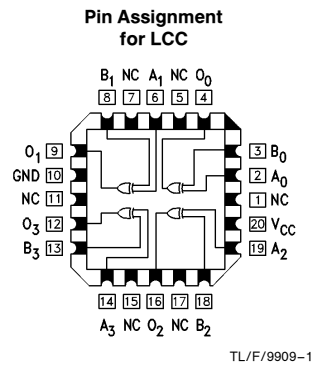 Pin Assignment
for LCC
B1 NC A1 NC O0
8 7 6 5 4
O1 9
GND 10
NC 11
O3 12
B3 13
3 B0
2 A0
1 NC
20 VCC
19 A2
14 15 16 17 18
A3 NC O2 NC B2
TL/F/9909–1